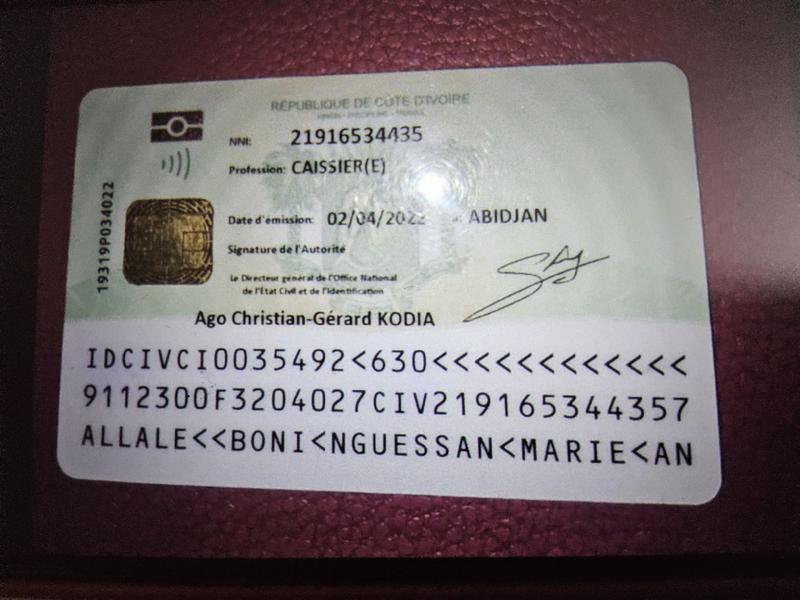 RÉPUBLIQUE DE CÔTE D'IVOIRE
NNI: 21916534435
Profession: CAISSIER(E)
Date d'émission: 02/04/2022 ABIDJAN
Signature de l'Autorité
Le Directeur général de l'Office National
de l'État Civil et de l'Identification
Ago Christian-Gérard KODIA
19319P034022
IDCIVCI0035492<630<<<<<<<<<<<<
9112300F3204027CIV219165344357
ALLALE<<BONI<NGUESSAN<MARIE<AN